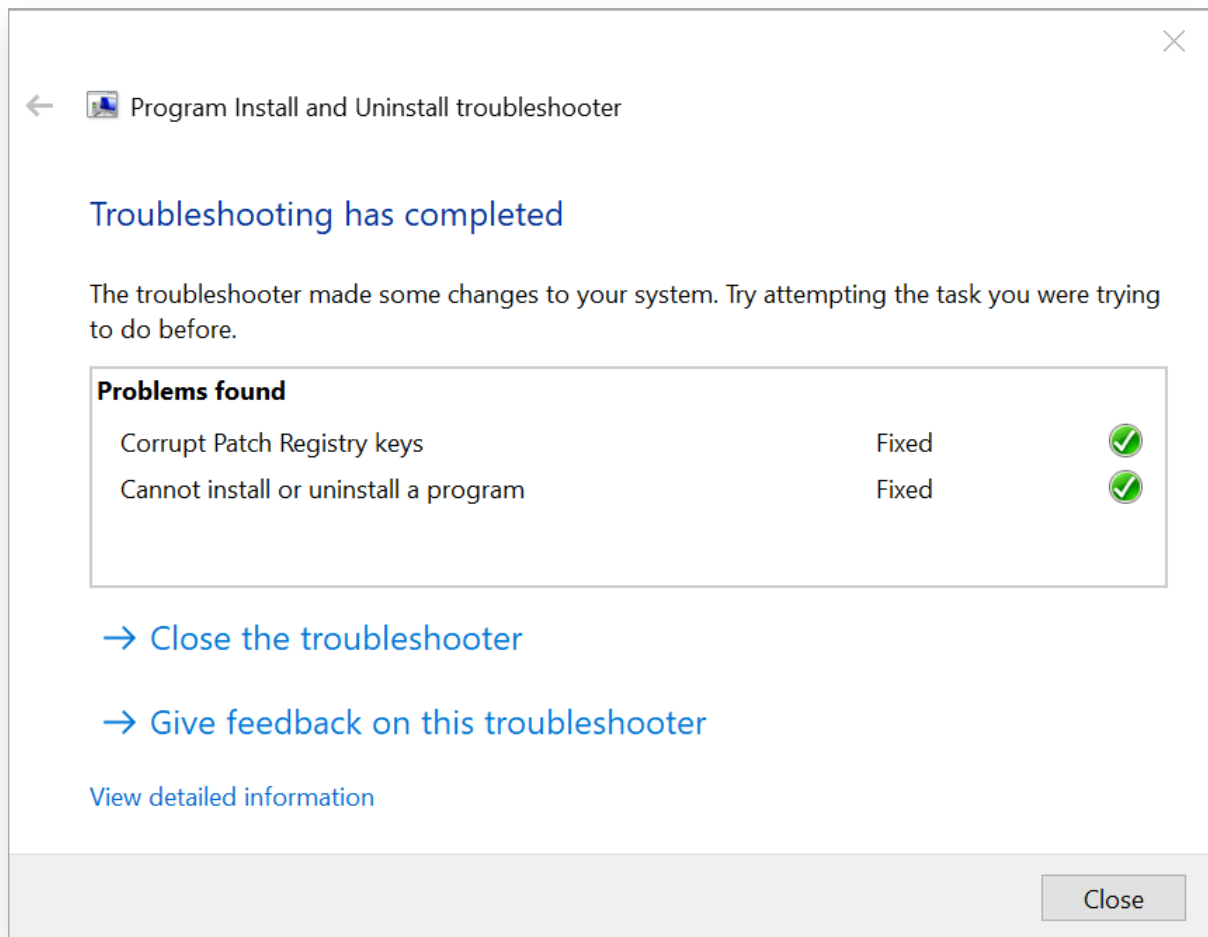 Program Install and Uninstall troubleshooter
Troubleshooting has completed
The troubleshooter made some changes to your system. Try attempting the task you were trying
to do before.
Problems found
Corrupt Patch Registry keys Fixed
Cannot install or uninstall a program Fixed
Close the troubleshooter
Give feedback on this troubleshooter
View detailed information
Close